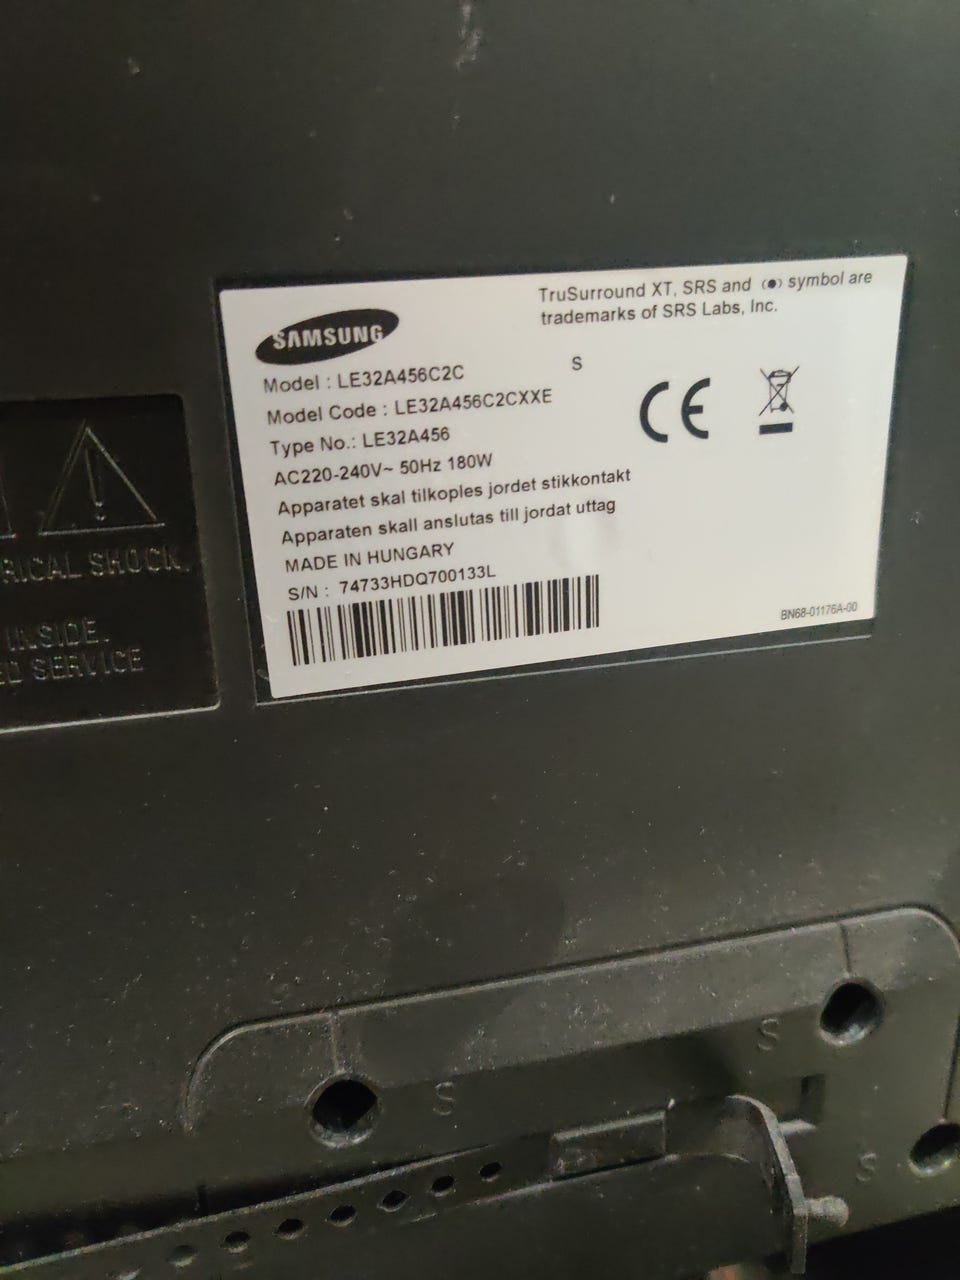 TruSurround XT, SRS and (●) symbol are
trademarks of SRS Labs, Inc.
SAMSUNG
S
Model : LE32A456C2C
Model Code : LE32A456C2CXXE
Type No.: LE32A456
AC220-240V~ 50Hz 180W
Apparatet skal tilkoples jordet stikkontakt
Apparaten skall anslutas till jordat uttag
MADE IN HUNGARY
S/N : 74733HDQ700133L
BN68-01176A-00
CE
RICAL SHOCK
INSIDE.
ED SERVICE
S
S
S